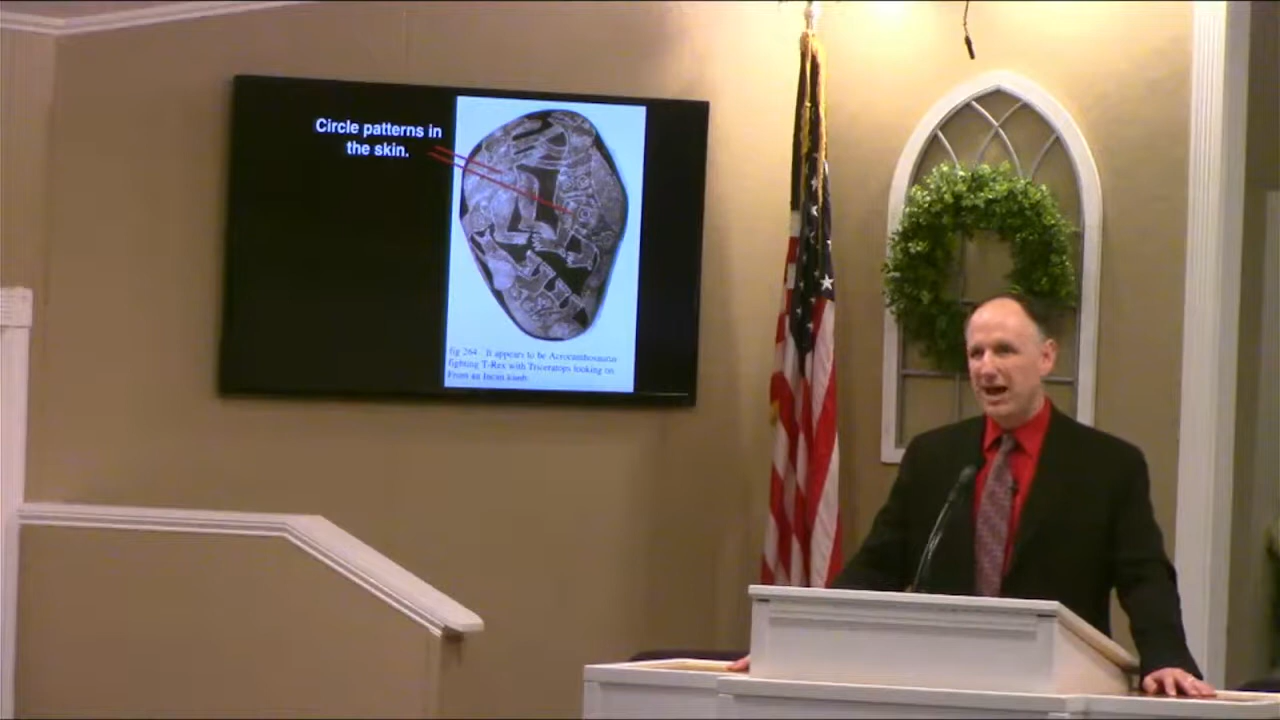 Circle patterns in
the skin.
fig 264. It appears to be Acrocanthosaurus
fighting T-Rex with Triceratops looking on
From an Incan tomb